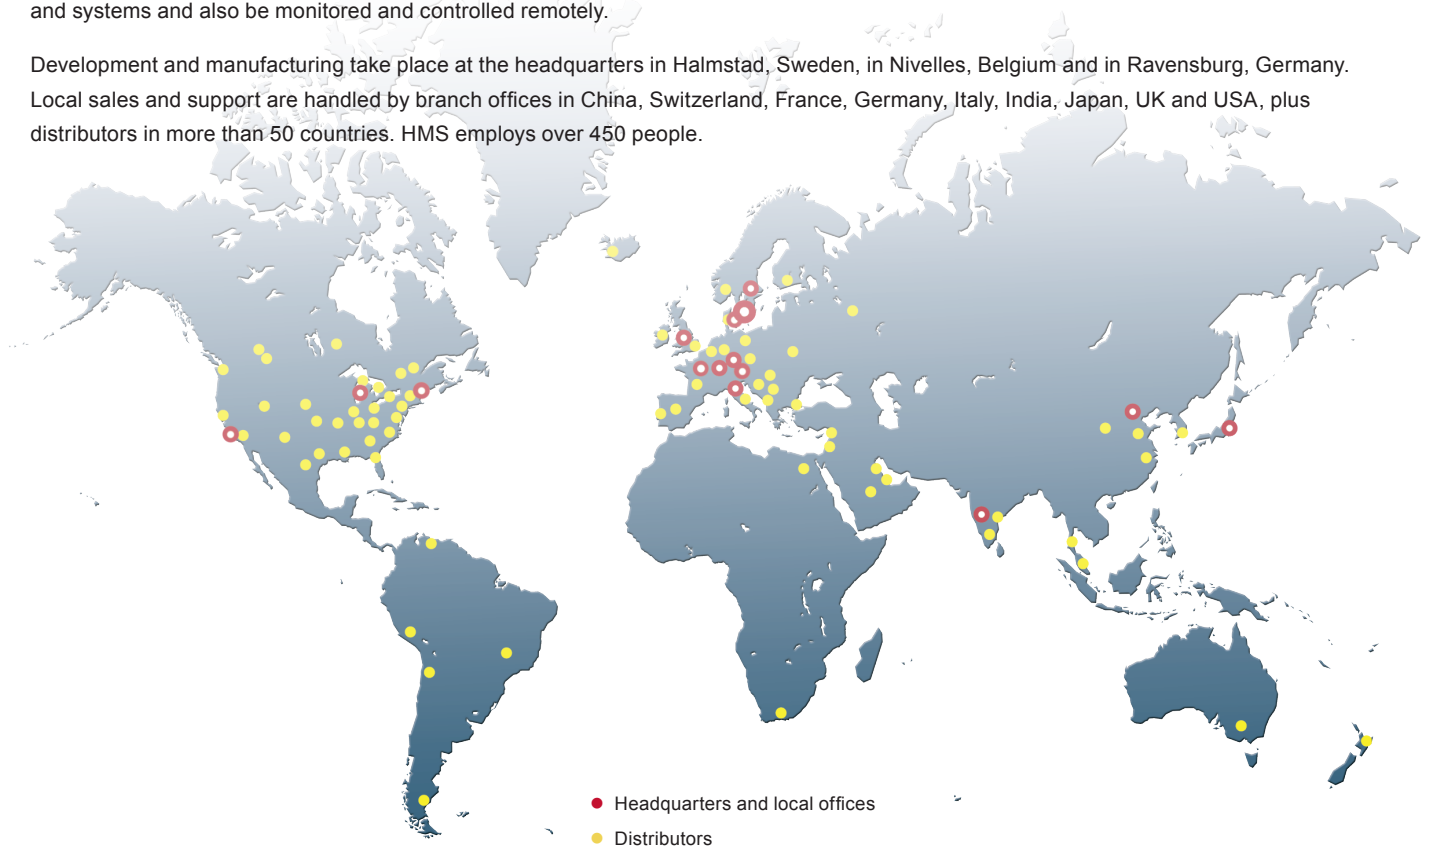 and systems and also be monitored and controlled remotely.
Development and manufacturing take place at the headquarters in Halmstad, Sweden, in Nivelles, Belgium and in Ravensburg, Germany.
Local sales and support are handled by branch offices in China, Switzerland, France, Germany, Italy, India, Japan, UK and USA, plus
distributors in more than 50 countries. HMS employs over 450 people.
Headquarters and local offices
Distributors